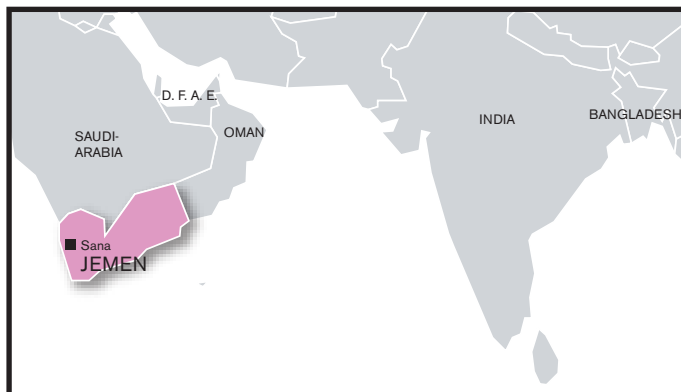 D. F. A. E.
SAUDI-
ARABIA
OMAN
INDIA
BANGLADESH
Sana
JEMEN